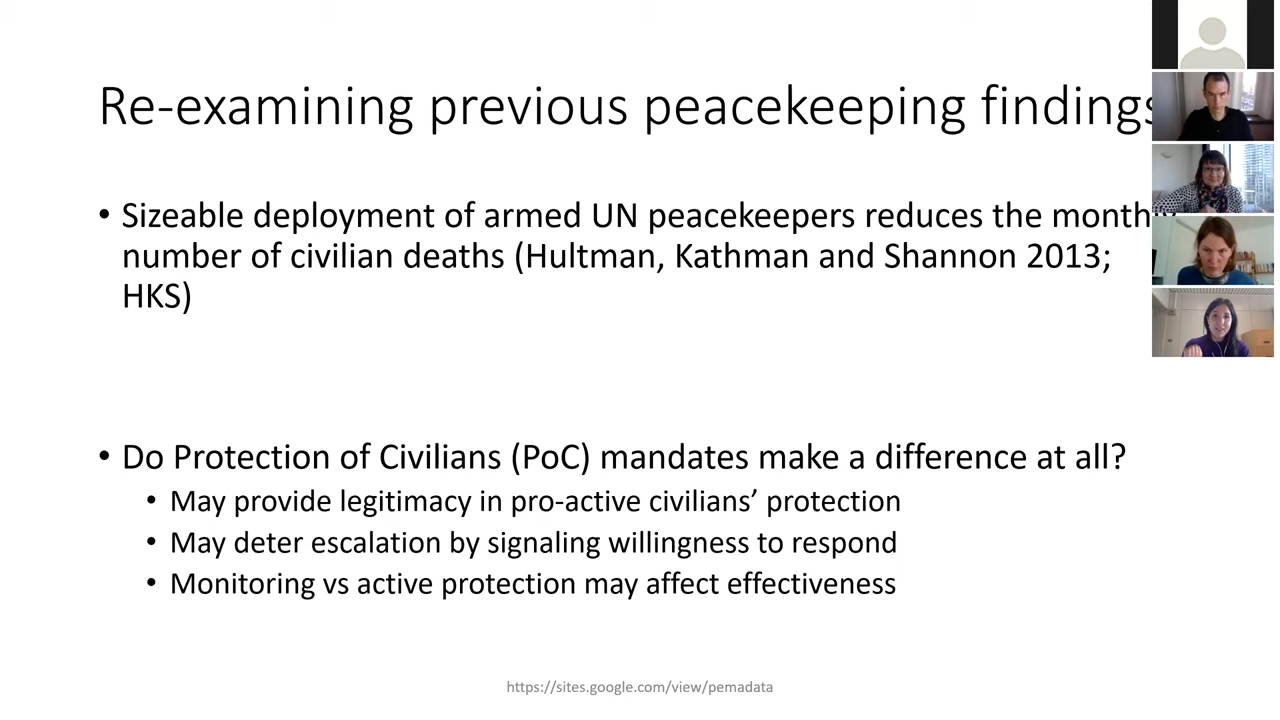 Re-examining previous peacekeeping findings
• Sizeable deployment of armed UN peacekeepers reduces the monthly
number of civilian deaths (Hultman, Kathman and Shannon 2013;
HKS)
• Do Protection of Civilians (PoC) mandates make a difference at all?
• May provide legitimacy in pro-active civilians’ protection
• May deter escalation by signaling willingness to respond
• Monitoring vs active protection may affect effectiveness
https://sites.google.com/view/pemadata